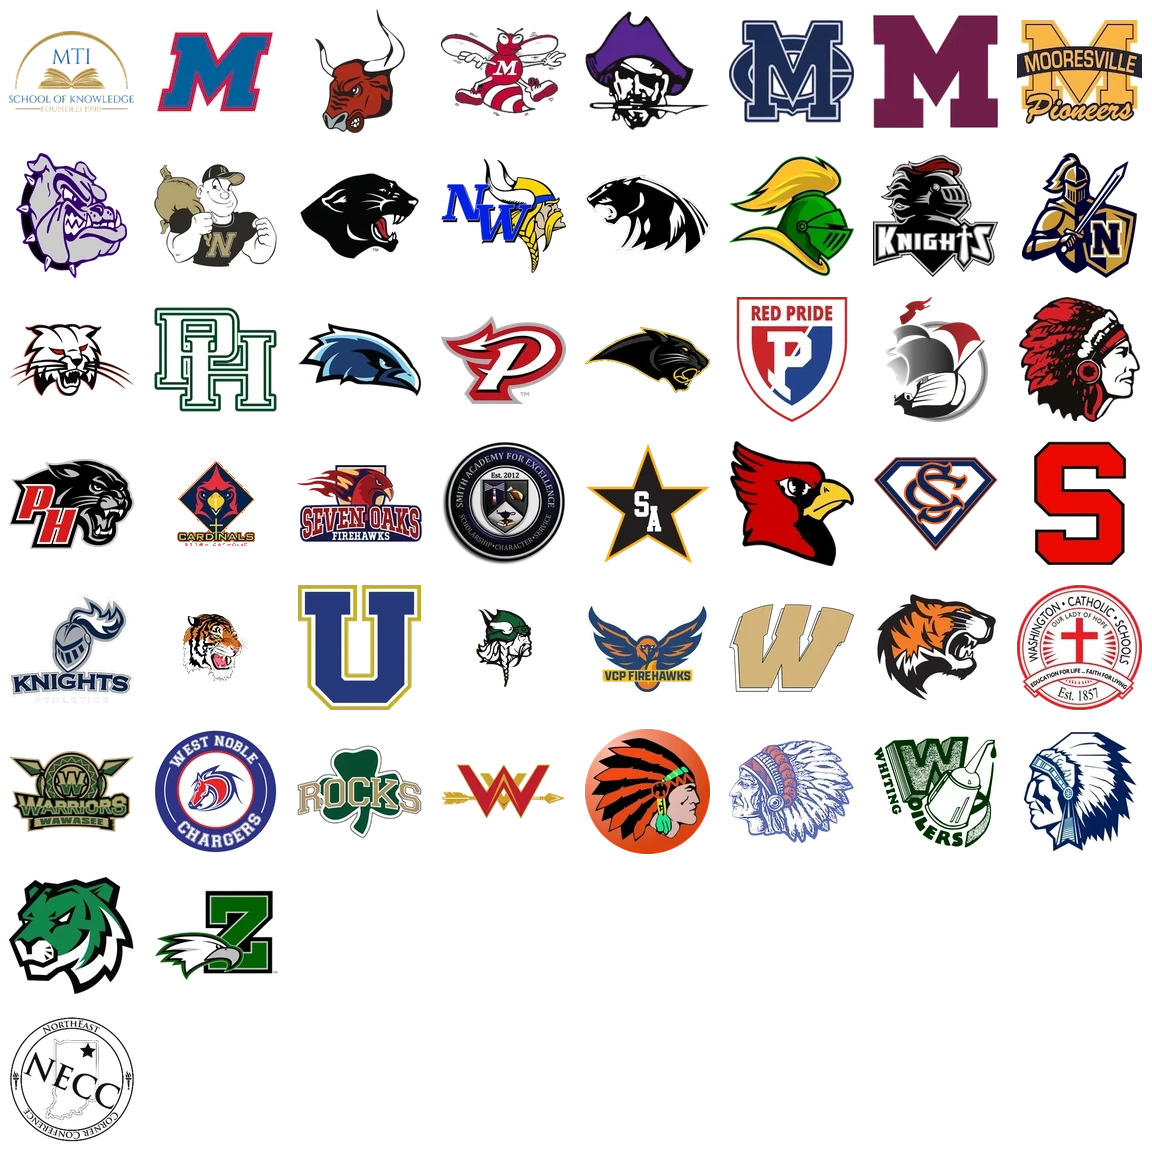 MTI
SCHOOL OF KNOWLEDGE
FOUNDED 1990
M
M
MC
M
MOORESVILLE
M
Pioneers
N
TM
NW
KNIGHTS
N
PH
P
TM
RED PRIDE
P
PH
CARDINALS
SEVEN OAKS
FIREHAWKS
SMITH ACADEMY FOR EXCELLENCE
Est. 2012
SCHOLARSHIP•CHARACTER•SERVICE
SA
SC
S
KNIGHTS
ATHLETICS
U
VCP FIREHAWKS
W
WASHINGTON • CATHOLIC • SCHOOLS
OUR LADY OF HOPE
EDUCATION FOR LIFE ... FAITH FOR LIVING
Est. 1857
W
WARRIORS
WAWASEE
WEST NOBLE
CHARGERS
ROCKS
W
W
WHITING
OILERS
Z
NORTHEAST
NECC
CORNER CONFERENCE